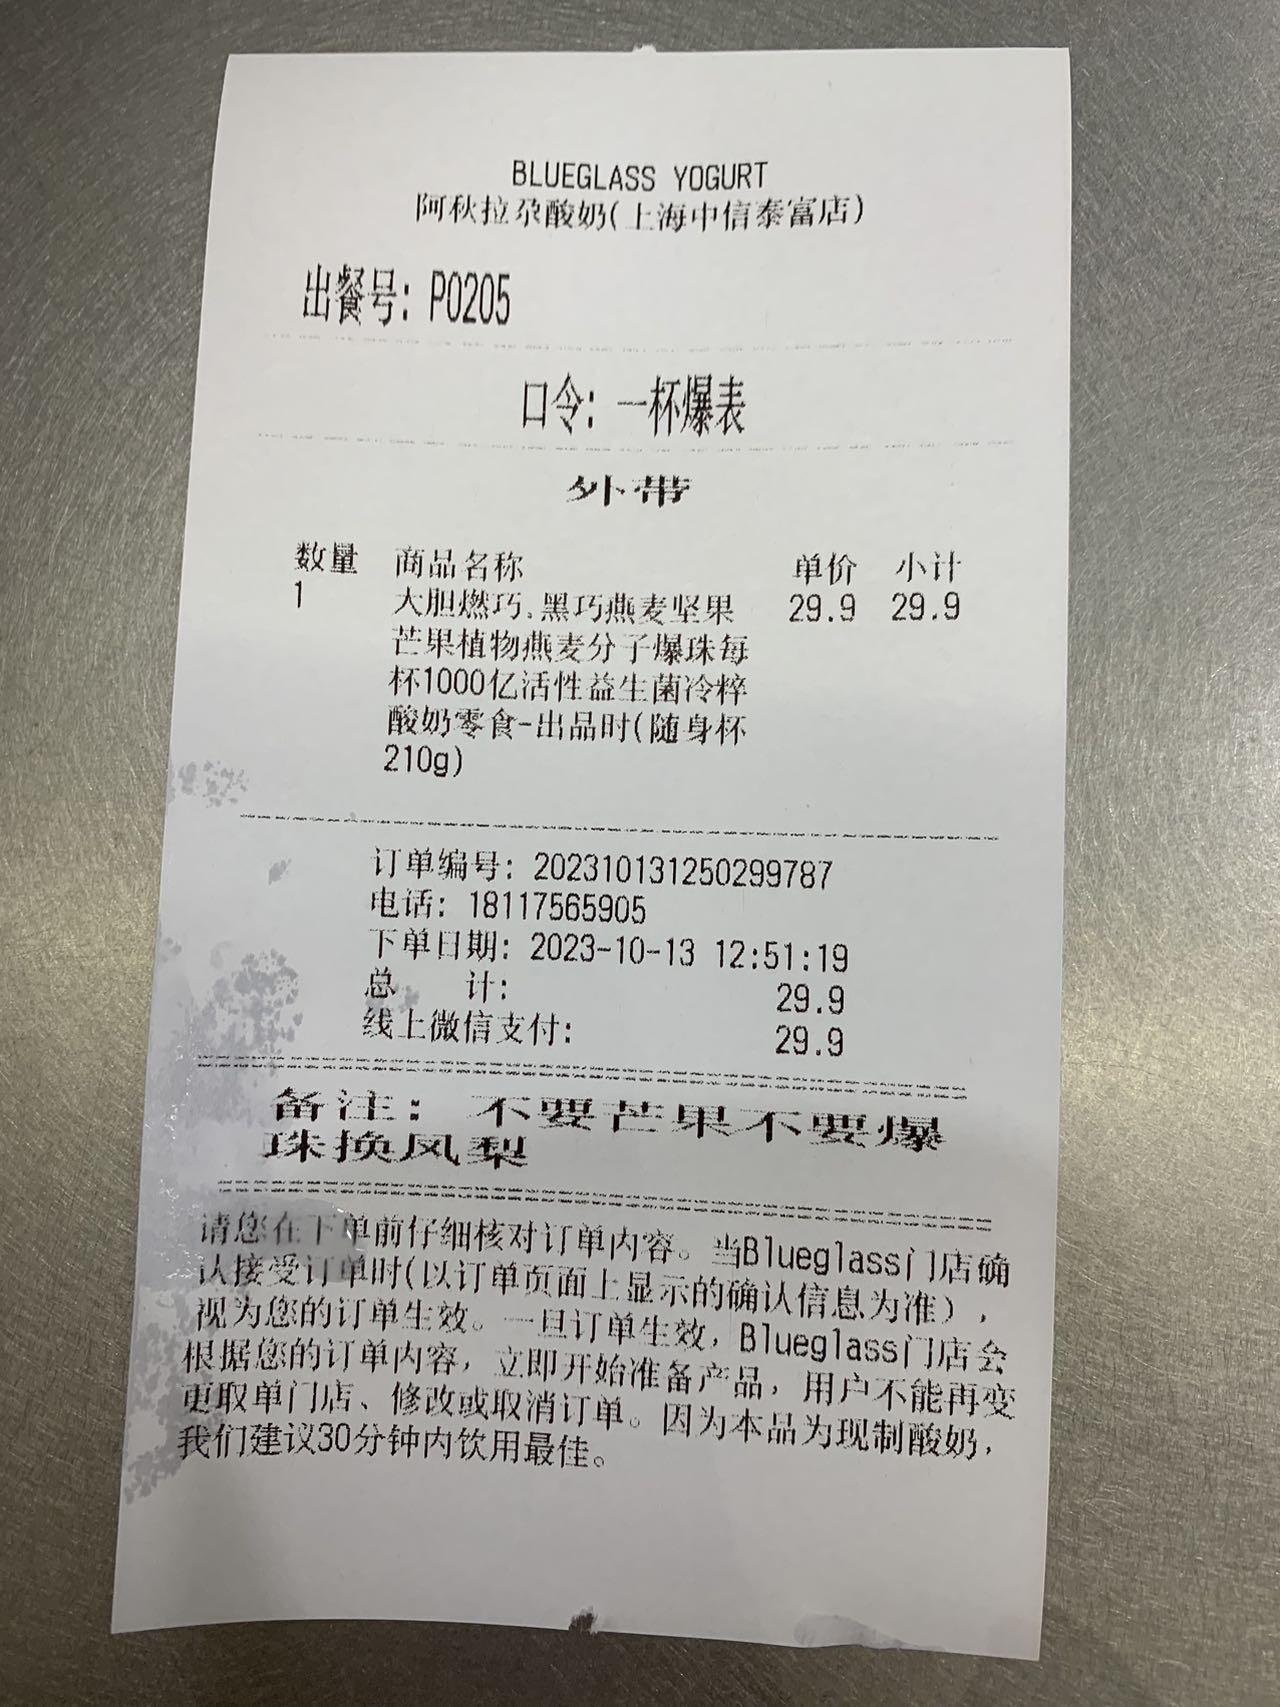 BLUEGLASS YOGURT
阿秋拉尕酸奶(上海中信泰富店)
出餐号: P0205
口令: 一杯爆表
外带
数量 商品名称 单价 小计
1 大胆燃巧.黑巧燕麦坚果 29.9 29.9
芒果植物燕麦分子爆珠每
杯1000亿活性益生菌冷粹
酸奶零食-出品时(随身杯
210g)
订单编号: 202310131250299787
电话: 18117565905
下单日期: 2023-10-13 12:51:19
总 计: 29.9
线上微信支付: 29.9
备注: 不要芒果不要爆
珠换凤梨
请您在下单前仔细核对订单内容。当Blueglass门店确
认接受订单时(以订单页面上显示的确认信息为准),
视为您的订单生效。一旦订单生效, Blueglass门店会
根据您的订单内容, 立即开始准备产品, 用户不能再变
更取单门店、修改或取消订单。因为本品为现制酸奶,
我们建议30分钟内饮用最佳。